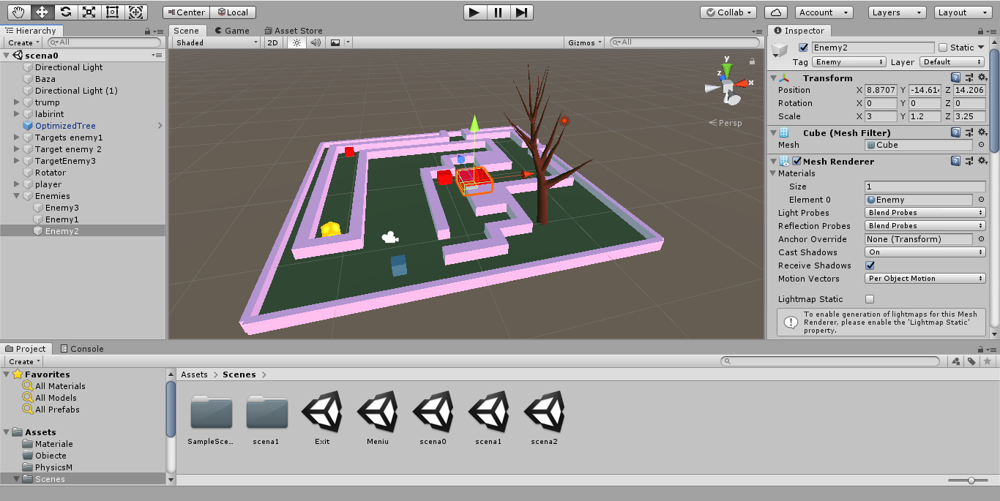 Center Local Collab Account Layers Layout
Hierarchy
Create All
scena0
Directional Light
Baza
Directional Light (1)
trump
labirint
OptimizedTree
Targets enemy1
Target enemy 2
TargetEnemy3
Rotator
player
Enemies
Enemy3
Enemy1
Enemy2
Scene Game Asset Store
Shaded 2D Gizmos All
y
z
x
Persp
Inspector
Enemy2 Static
Tag Enemy Layer Default
Transform
Position X 8.8707 Y -14.614 Z 14.206
Rotation X 0 Y 0 Z 0
Scale X 3 Y 1.2 Z 3.25
Cube (Mesh Filter)
Mesh Cube
Mesh Renderer
Materials
Size 1
Element 0 Enemy
Light Probes Blend Probes
Reflection Probes Blend Probes
Anchor Override None (Transform)
Cast Shadows On
Receive Shadows
Motion Vectors Per Object Motion
Lightmap Static
To enable generation of lightmaps for this Mesh
Renderer, please enable the 'Lightmap Static'
property.
Project Console
Create
Favorites
All Materials
All Models
All Prefabs
Assets
Materiale
Obiecte
PhysicsM
Scenes
Assets Scenes
SampleSce... scena1 Exit Meniu scena0 scena1 scena2